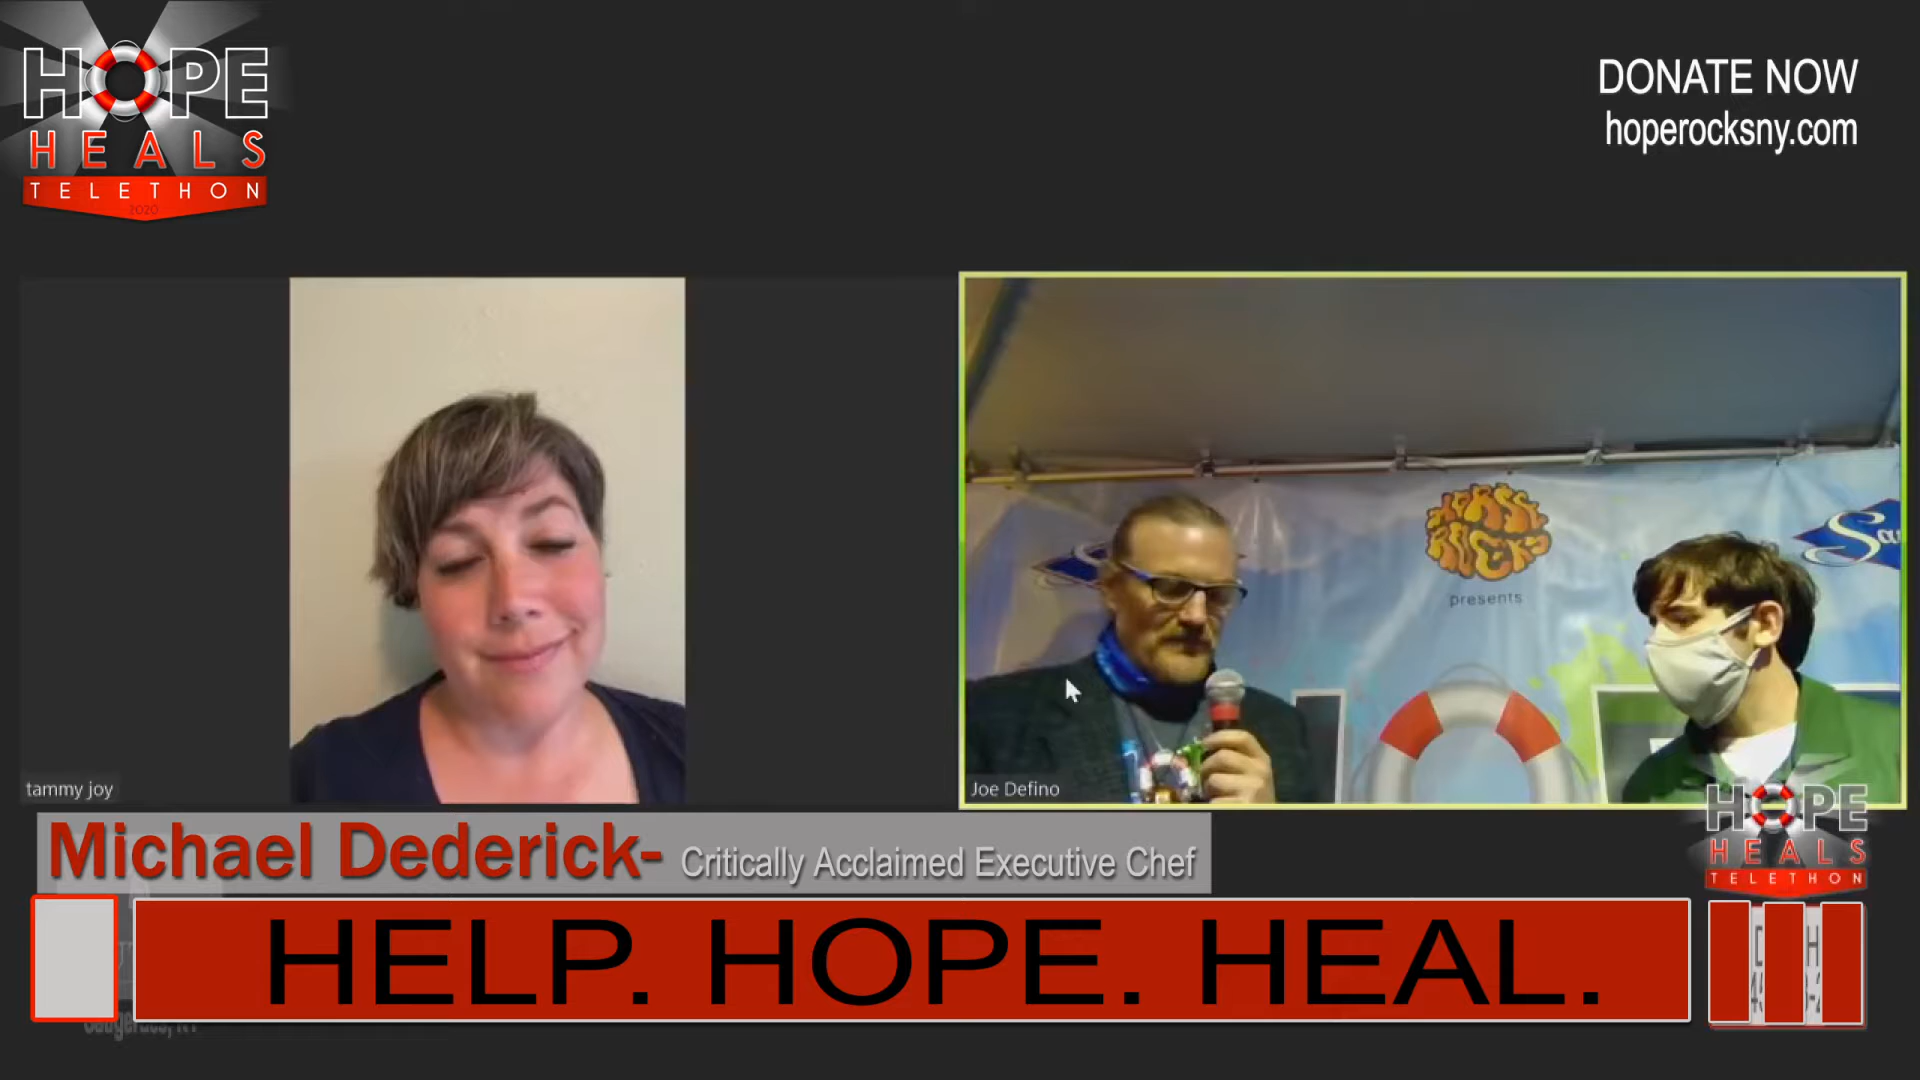 HOPE
HEALS
TELETHON
2020
DONATE NOW
hoperocksny.com
presents
tammy joy
Joe Defino
Michael Dederick- Critically Acclaimed Executive Chef
HOPE
HEALS
TELETHON
HELP. HOPE. HEAL.